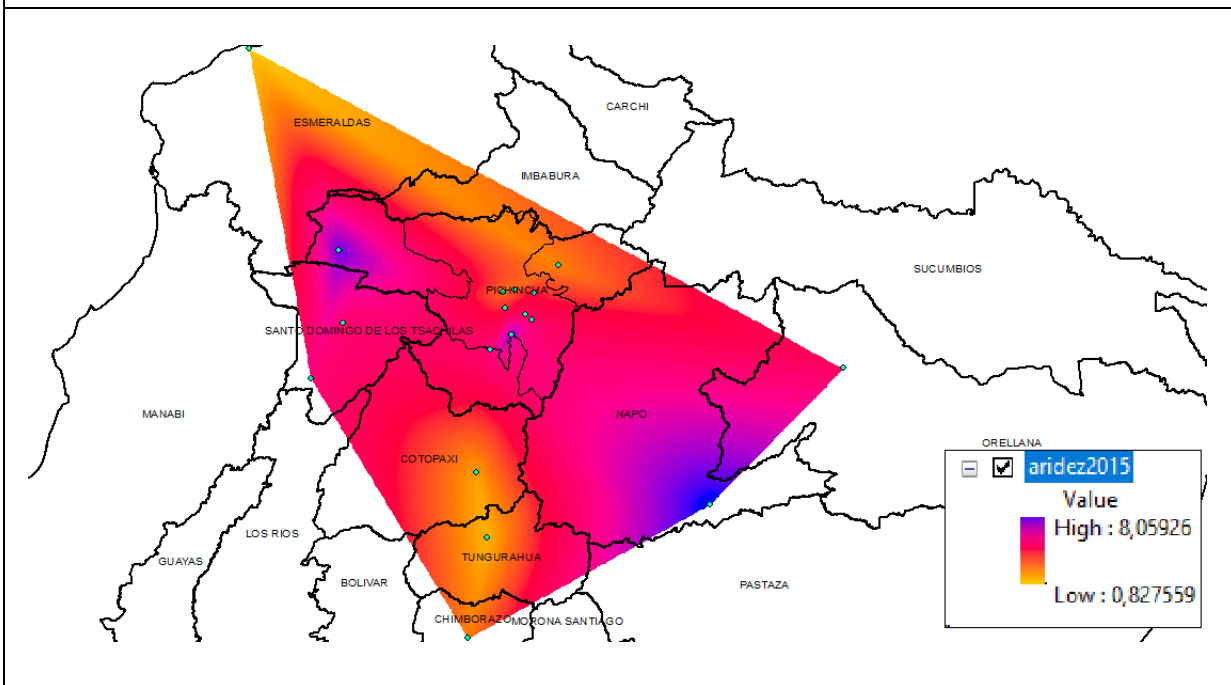 CARCHI
ESMERALDAS
IMBABURA
SUCUMBIOS
PICHINCHA
SANTO DOMINGO DE LOS TSACHILAS
MANABI
NAPO
ORELLANA
COTOPAXI
LOS RIOS
GUAYAS
TUNGURAHUA
BOLIVAR
PASTAZA
CHIMBORAZO
MORONA SANTIAGO
aridez2015
Value
High : 8,05926
Low : 0,827559